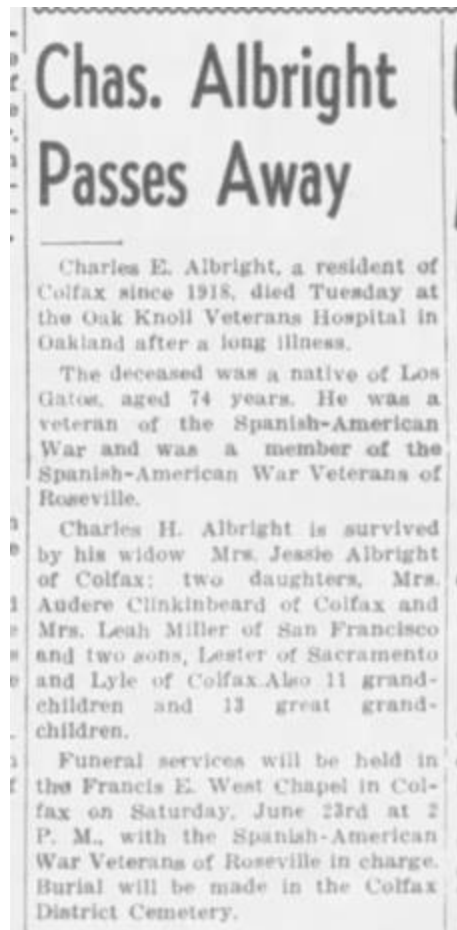 Chas. Albright
Passes Away
Charles E. Albright, a resident of
Colfax since 1918, died Tuesday at
the Oak Knoll Veterans Hospital in
Oakland after a long illness.
The deceased was a native of Los
Gatos, aged 74 years. He was a
veteran of the Spanish-American
War and was a member of the
Spanish-American War Veterans of
Roseville.
Charles H. Albright is survived
by his widow Mrs. Jessie Albright
of Colfax; two daughters, Mrs.
Audere Clinkinbeard of Colfax and
Mrs. Leah Miller of San Francisco
and two sons, Lester of Sacramento
and Lyle of Colfax.Also 11 grand-
children and 13 great grand-
children.
Funeral services will be held in
the Francis E. West Chapel in Col-
fax on Saturday, June 23rd at 2
P. M., with the Spanish-American
War Veterans of Roseville in charge.
Burial will be made in the Colfax
District Cemetery.